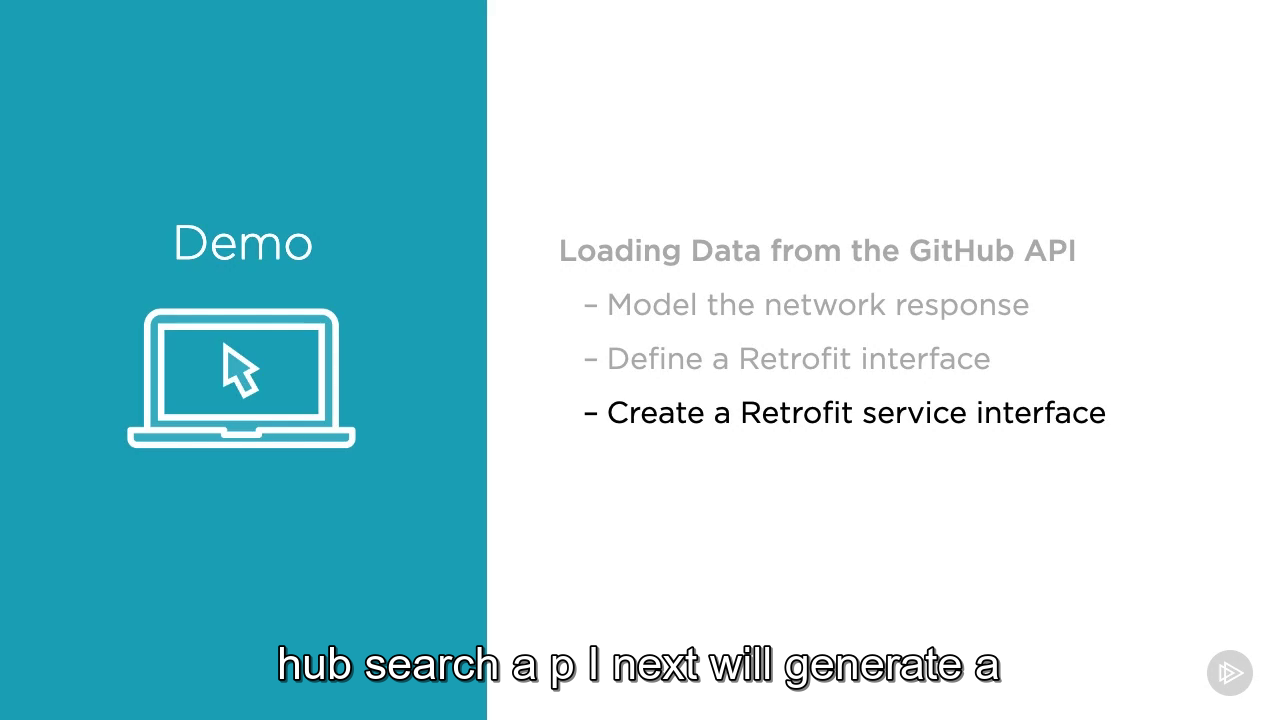 Demo
Loading Data from the GitHub API
– Model the network response
– Define a Retrofit interface
– Create a Retrofit service interface
hub search a p I next will generate a